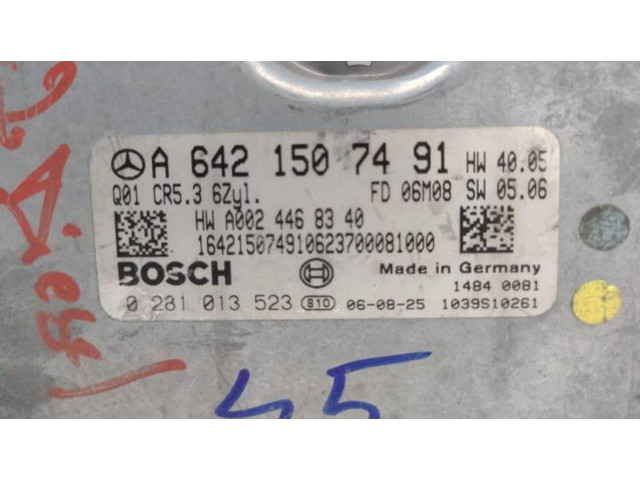 A 642 150 74 91 HW 40.05
Q01 CR5.3 6Zyl. FD 06M08 SW 05.06
HW A002 446 83 40
16421507491062370008​1000
BOSCH Made in Germany
1484 0081
0 281 013 523 S10 06-08-25 1039S10261
45